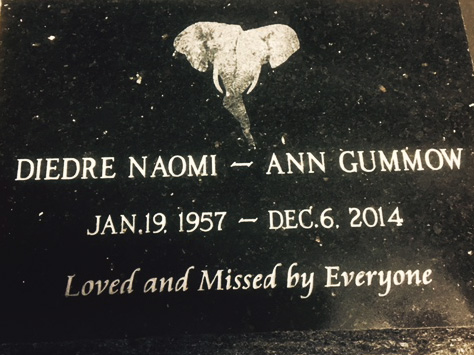 DIEDRE NAOMI – ANN GUMMOW
JAN.19. 1957 – DEC.6. 2014
Loved and Missed by Everyone